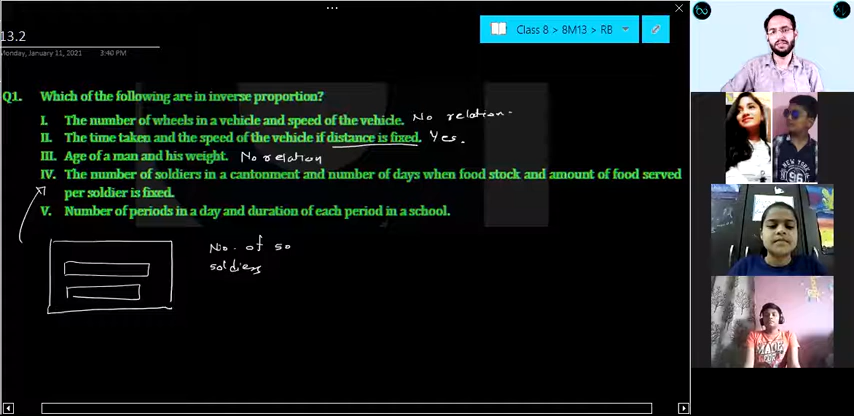 Class 8 > 8M13 > RB
13.2
Monday, January 11, 2021 3:40 PM
Q1. Which of the following are in inverse proportion?
I. The number of wheels in a vehicle and speed of the vehicle. No relation.
II. The time taken and the speed of the vehicle if distance is fixed. Yes.
III. Age of a man and his weight. No relation
IV. The number of soldiers in a cantonment and number of days when food stock and amount of food served
per soldier is fixed.
V. Number of periods in a day and duration of each period in a school.
No. of so
soldiers
NEW YORK
96
MADE